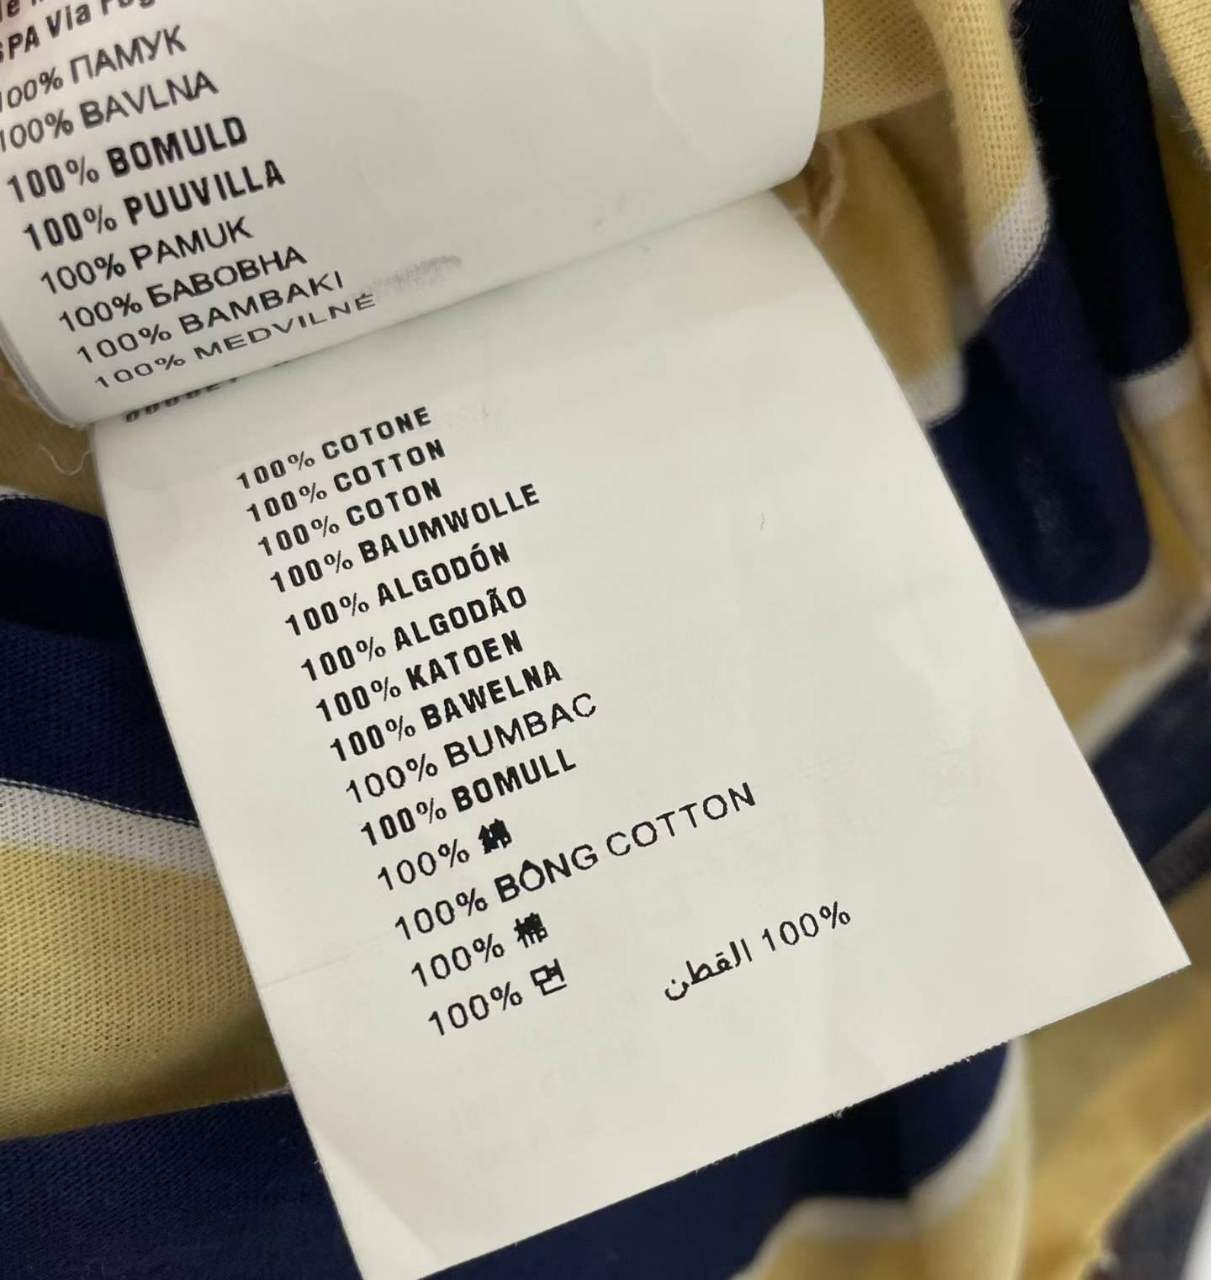 SPA Via
100% ПАМУК
100% BAVLNA
100% BOMULD
100% PUUVILLA
100% PAMUK
100% БАВОВНА
100% BAMBAKI
100% MEDVILNĖ
100% COTONE
100% COTTON
100% COTON
100% BAUMWOLLE
100% ALGODÓN
100% ALGODÃO
100% KATOEN
100% BAWELNA
100% BUMBAC
100% BOMULL
100% 綿
100% BÔNG COTTON
100% 棉
100% 면
100% القطن